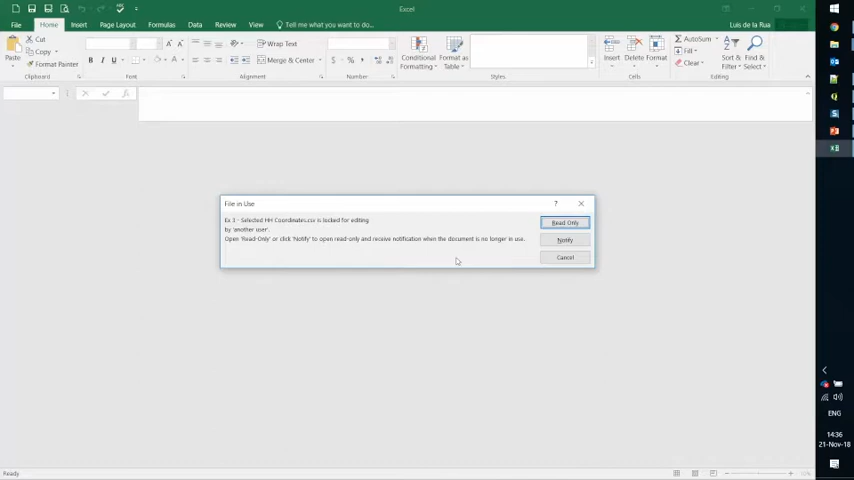 Excel
Luis de la Rua
File
Home
Insert
Page Layout
Formulas
Data
Review
View
Tell me what you want to do...
Paste
Cut
Copy
Format Painter
Clipboard
B I U
Font
Wrap Text
Merge & Center
Alignment
$ % ,
Number
Conditional
Formatting
Format as
Table
Styles
Insert
Delete
Format
Cells
AutoSum
Fill
Clear
Editing
Sort &
Filter
Find &
Select
fx
File in Use
?
Ex 3 - Selected HH Coordinates.csv is locked for editing
by 'another user'.
Open 'Read-Only' or click 'Notify' to open read-only and receive notification when the document is no longer in use.
Read Only
Notify
Cancel
ENG
14:36
21-Nov-18
Ready